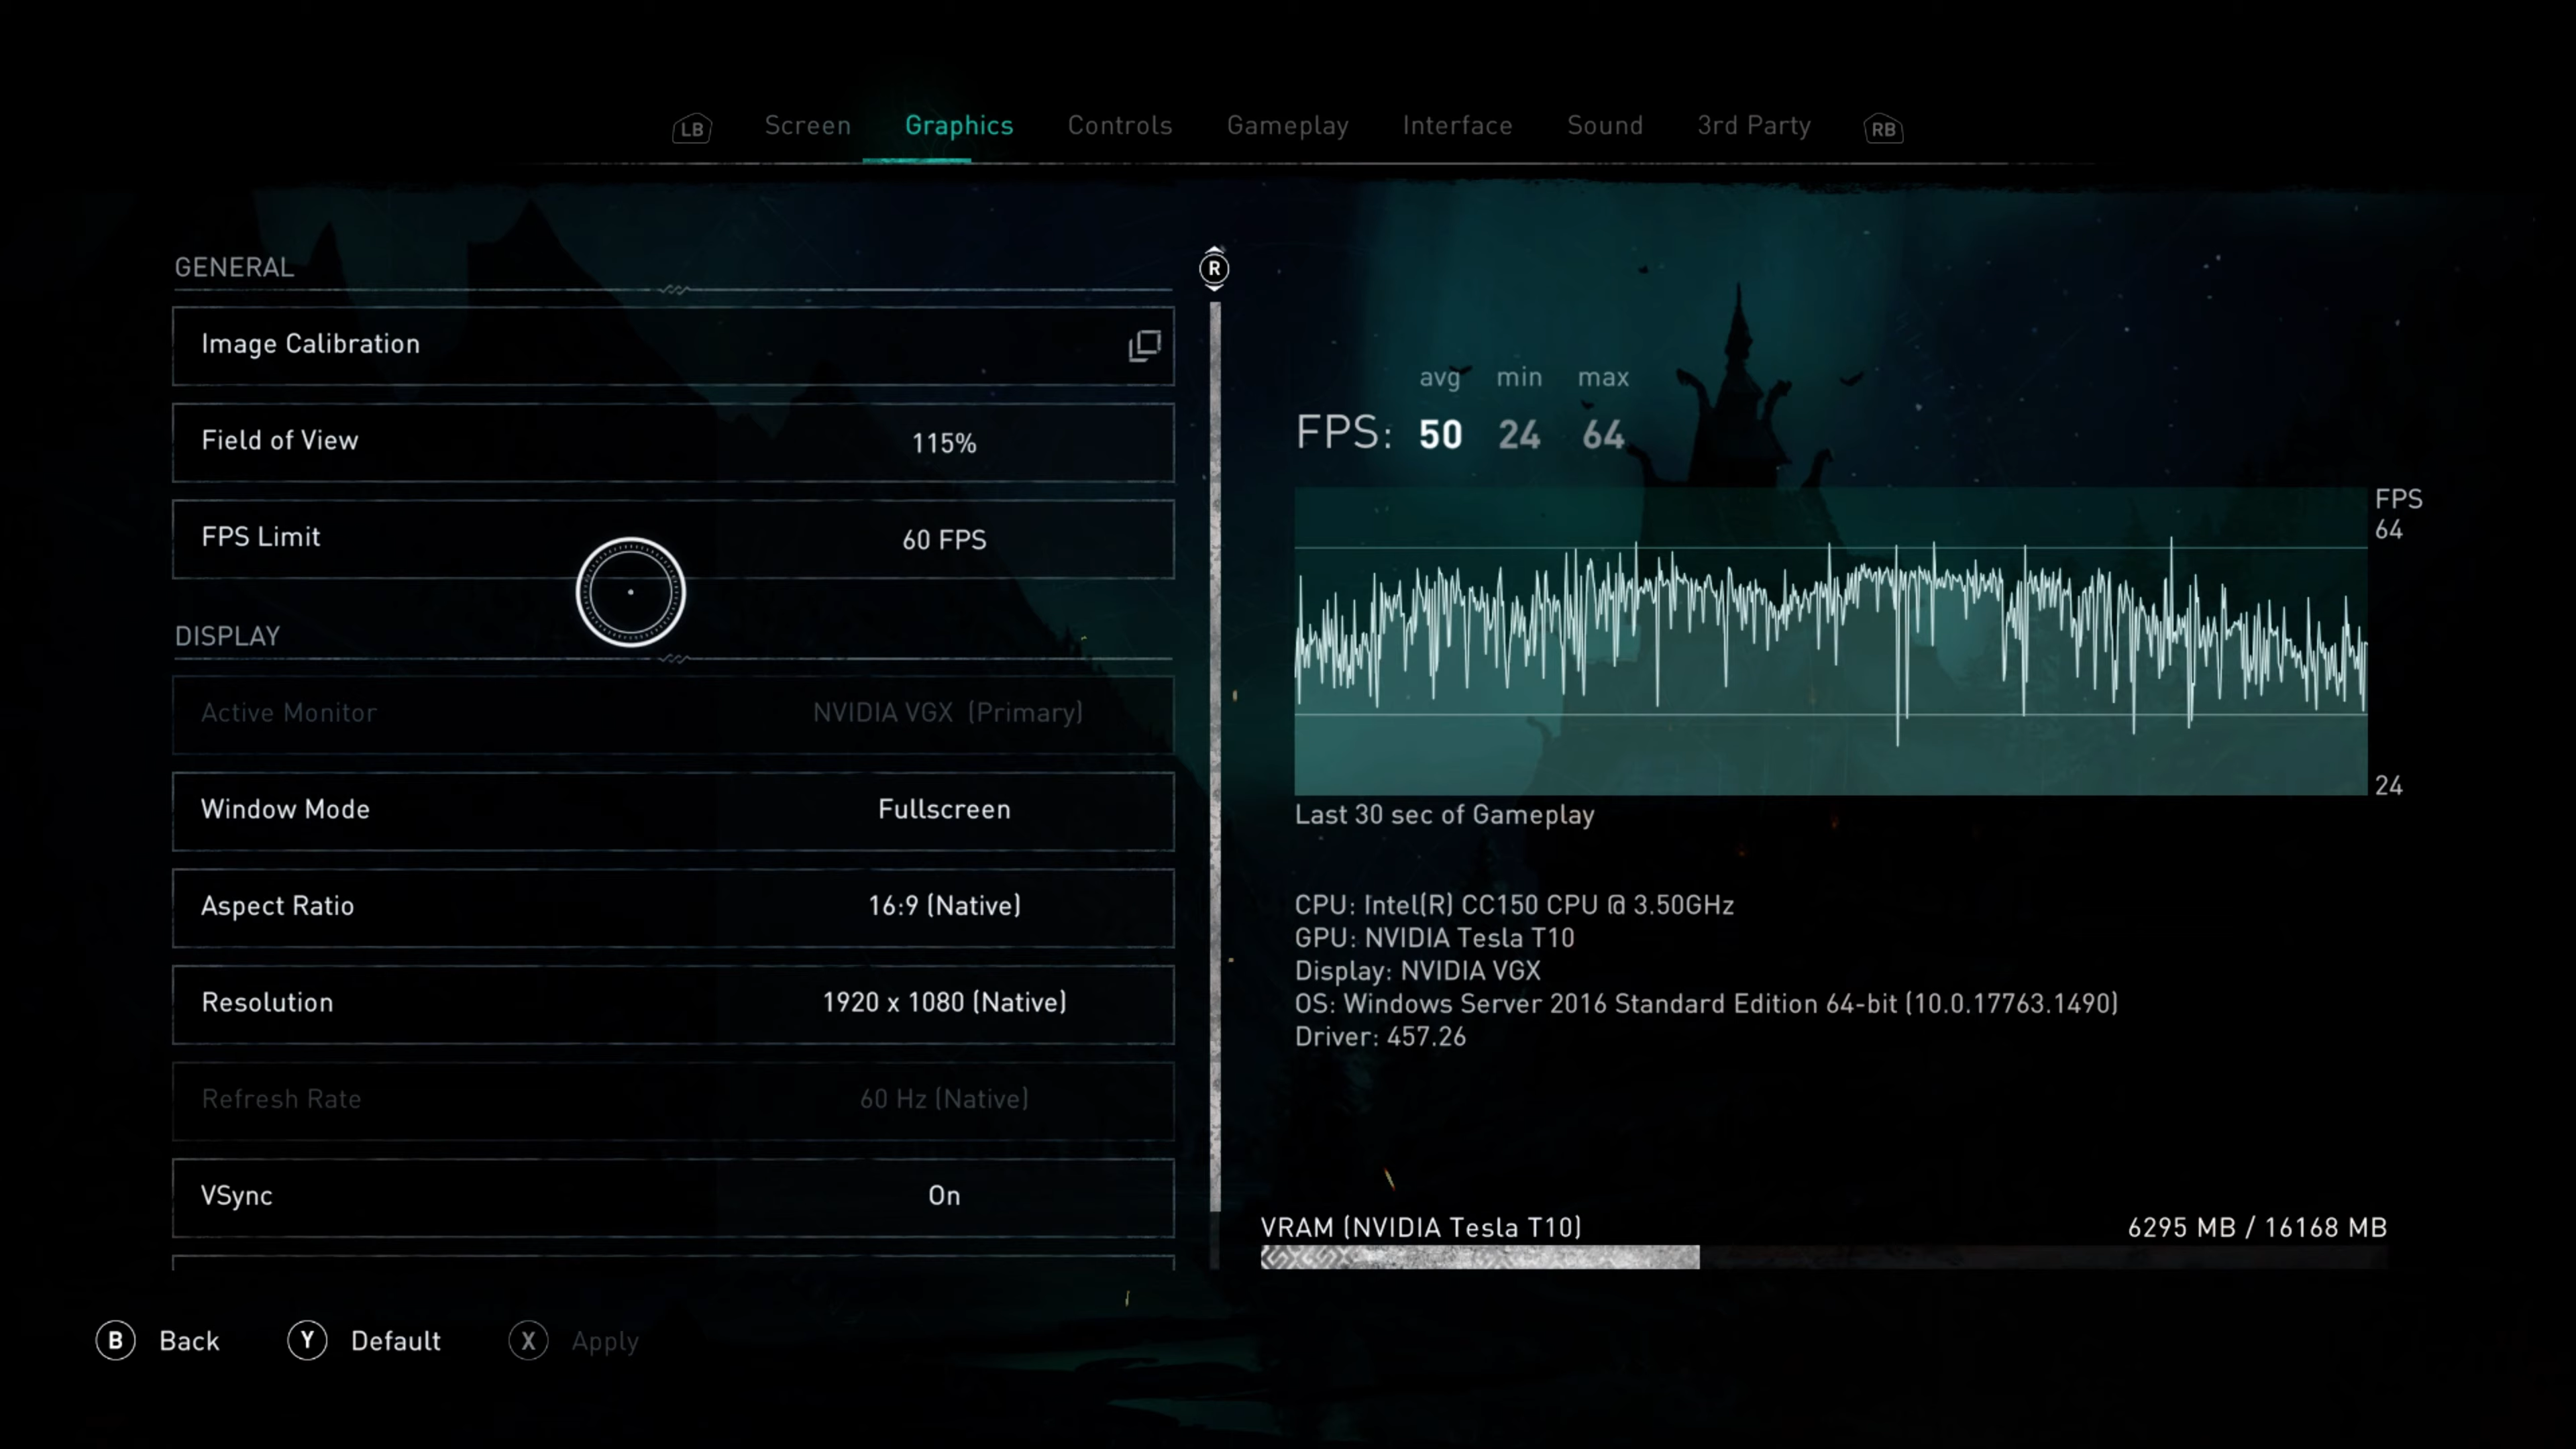 LB Screen Graphics Controls Gameplay Interface Sound 3rd Party RB
GENERAL
R
Image Calibration
Field of View 115%
FPS Limit 60 FPS
DISPLAY
Active Monitor NVIDIA VGX (Primary)
Window Mode Fullscreen
Aspect Ratio 16:9 (Native)
Resolution 1920 x 1080 (Native)
Refresh Rate 60 Hz (Native)
VSync On
avg min max
FPS: 50 24 64
FPS
64
24
Last 30 sec of Gameplay
CPU: Intel(R) CC150 CPU @ 3.50GHz
GPU: NVIDIA Tesla T10
Display: NVIDIA VGX
OS: Windows Server 2016 Standard Edition 64-bit (10.0.17763.1490)
Driver: 457.26
VRAM (NVIDIA Tesla T10) 6295 MB / 16168 MB
B Back Y Default X Apply